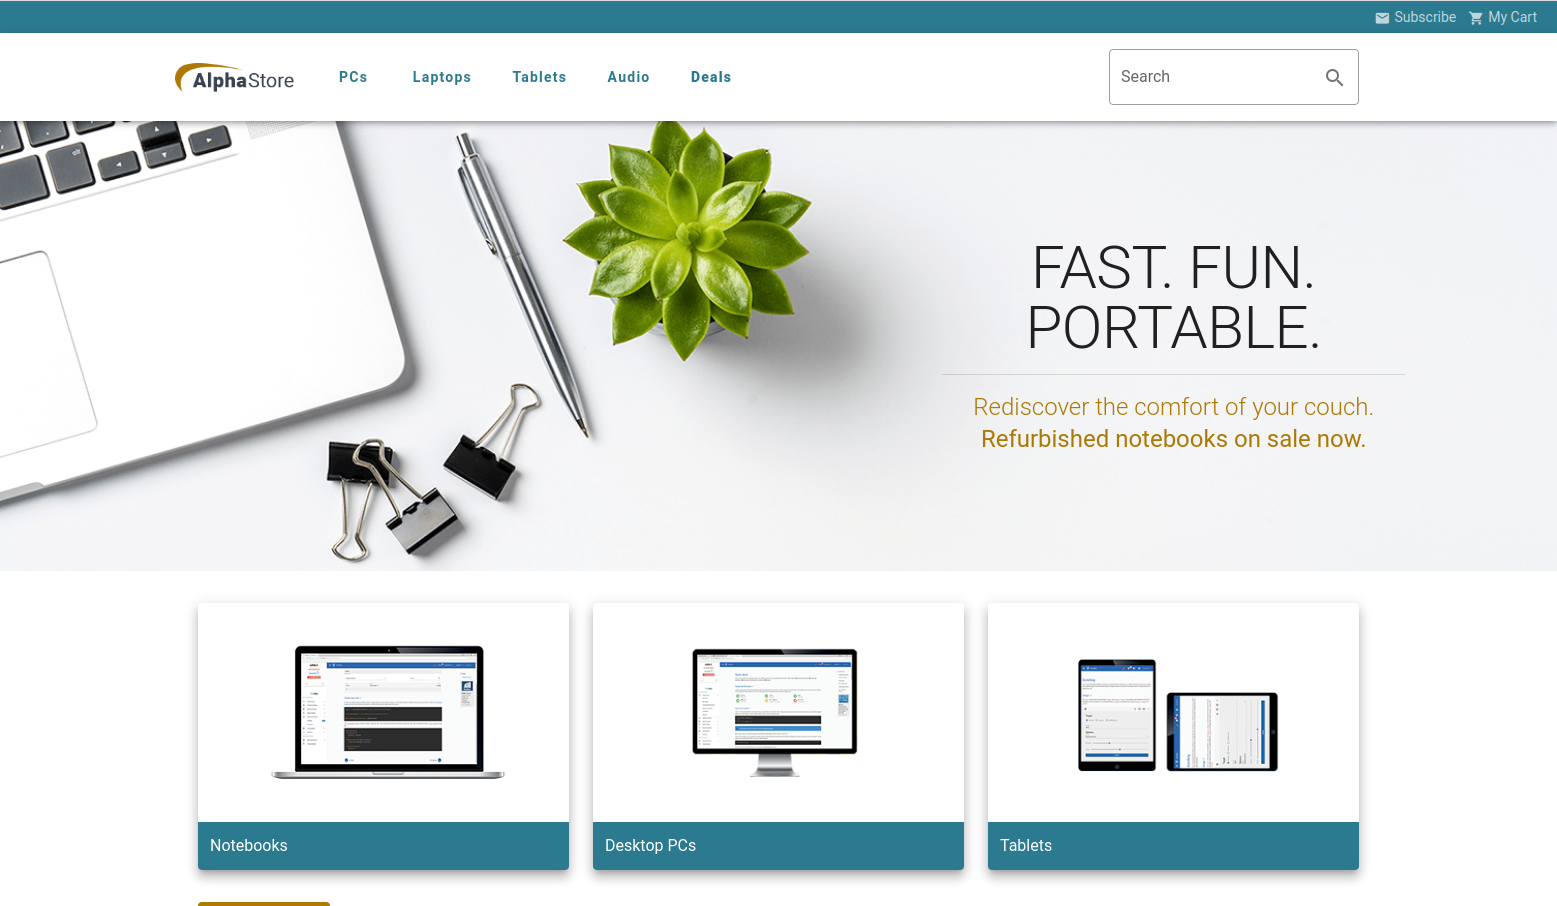 Subscribe My Cart
AlphaStore PCs Laptops Tablets Audio Deals Search
FAST. FUN.
PORTABLE.
Rediscover the comfort of your couch.
Refurbished notebooks on sale now.
Notebooks Desktop PCs Tablets